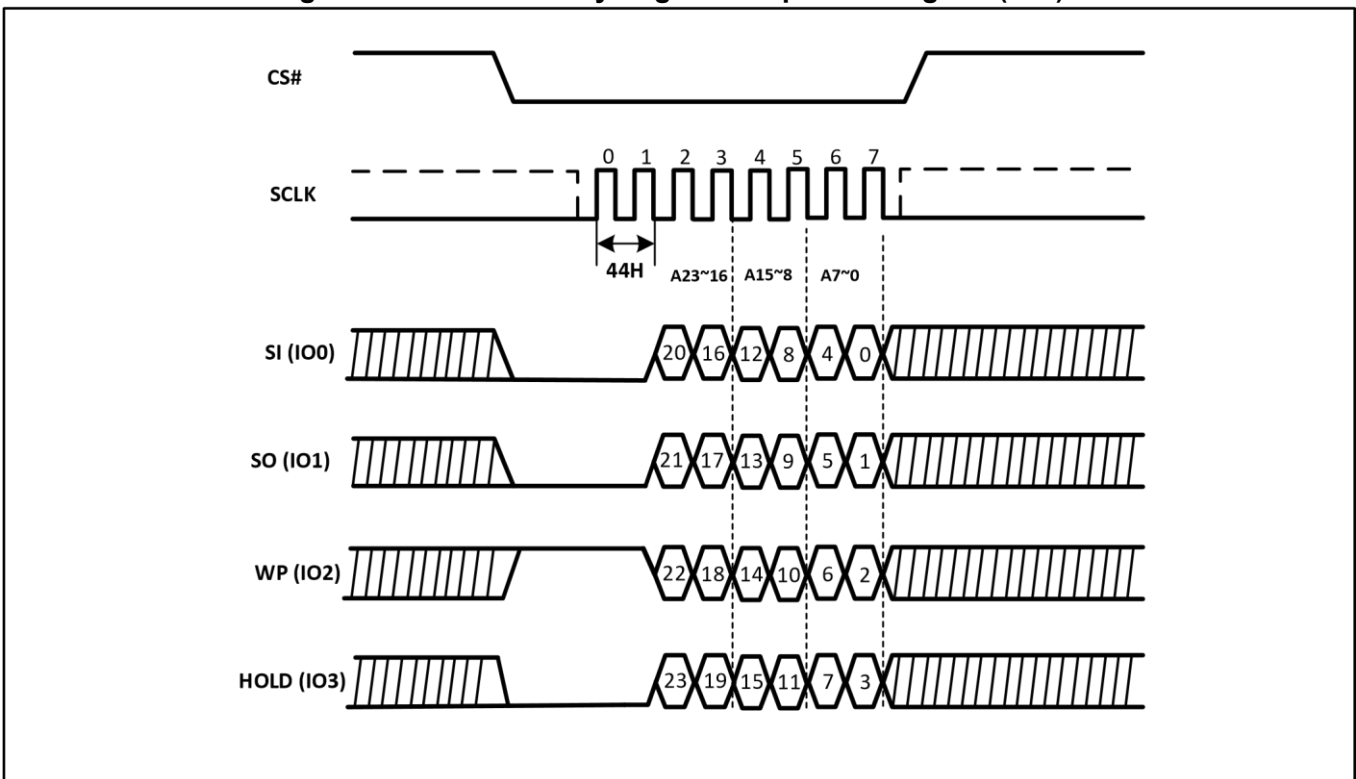 CS#
0 1 2 3 4 5 6 7
SCLK
44H A23~16 A15~8 A7~0
SI (IO0) 20 16 12 8 4 0
SO (IO1) 21 17 13 9 5 1
WP (IO2) 22 18 14 10 6 2
HOLD (IO3) 23 19 15 11 7 3